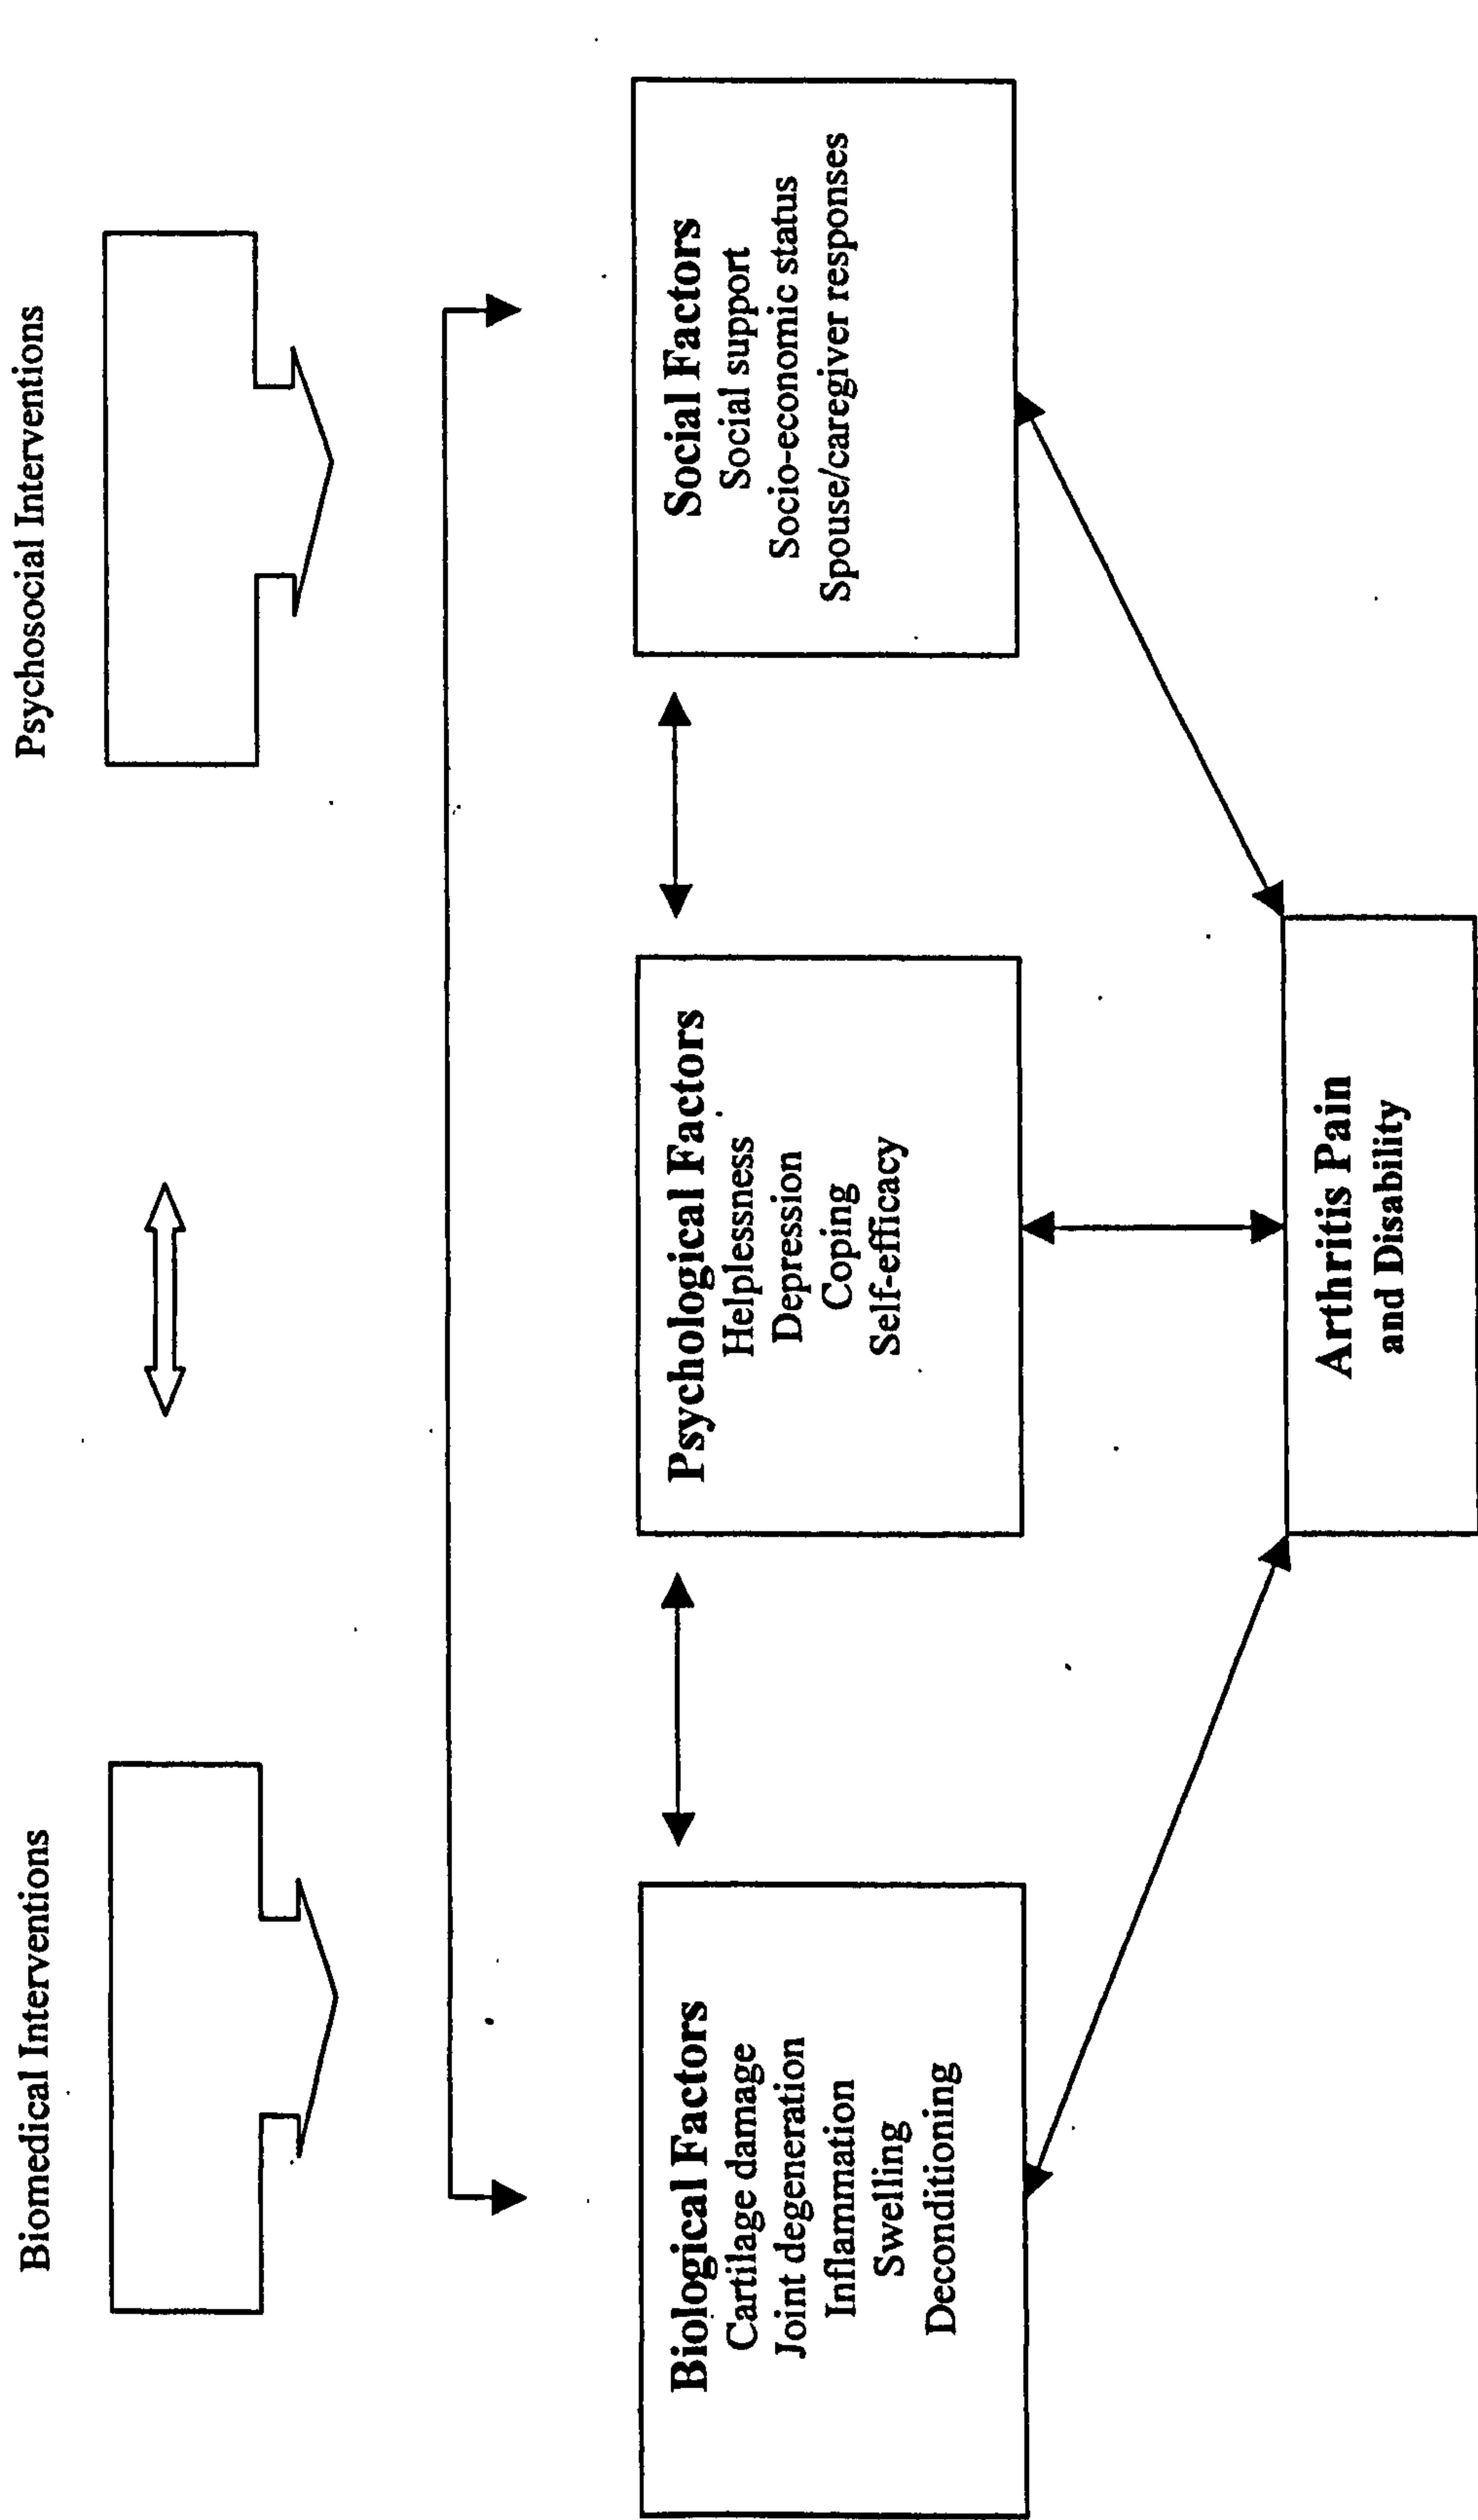 Biomedical Interventions
Psychosocial Interventions
Biological Factors
Cartilage damage
Joint degeneration
Inflammation
Swelling
Deconditioning
Psychological Factors
Helplessness
Depression
Coping
Self-efficacy
Social Factors
Social support
Socio-economic status
Spouse/caregiver responses
Arthritis Pain
and Disability